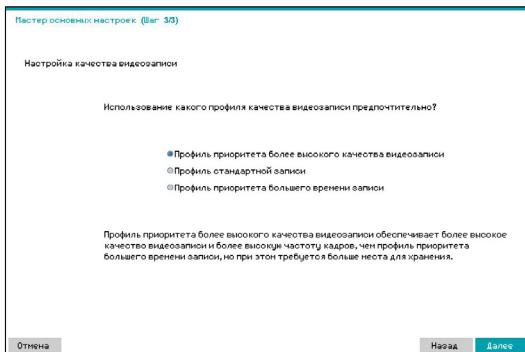 Мастер основных настроек (Шаг 3/3)
Настройка качества видеозаписи
Использование какого профиля качества видеозаписи предпочтительно?
Профиль приоритета более высокого качества видеозаписи
Профиль стандартной записи
Профиль приоритета большего времени записи
Профиль приоритета более высокого качества видеозаписи обеспечивает более высокое
качество видеозаписи и более высокую частоту кадров, чем профиль приоритета
большего времени записи, но при этом требуется больше места для хранения.
Отмена Назад Далее